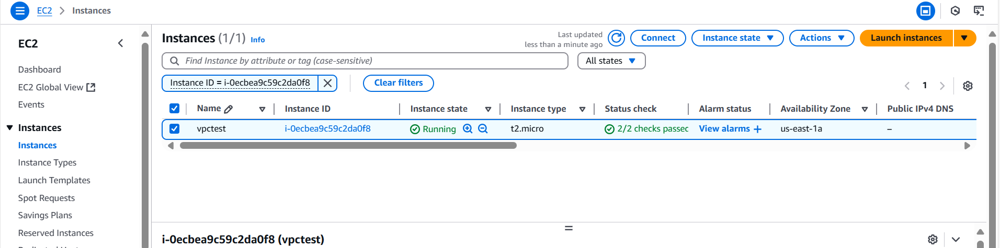 EC2 > Instances
EC2
Dashboard
EC2 Global View
Events
Instances
Instances
Instance Types
Launch Templates
Spot Requests
Savings Plans
Reserved Instances
Instances (1/1) Info
Last updated
less than a minute ago
Connect
Instance state
Actions
Launch instances
Find Instance by attribute or tag (case-sensitive)
All states
Instance ID = i-0ecbea9c59c2da0f8
Clear filters
1
Name Instance ID Instance state Instance type Status check Alarm status Availability Zone Public IPv4 DNS
vpctest i-0ecbea9c59c2da0f8 Running t2.micro 2/2 checks passec View alarms + us-east-1a –
i-0ecbea9c59c2da0f8 (vpctest)